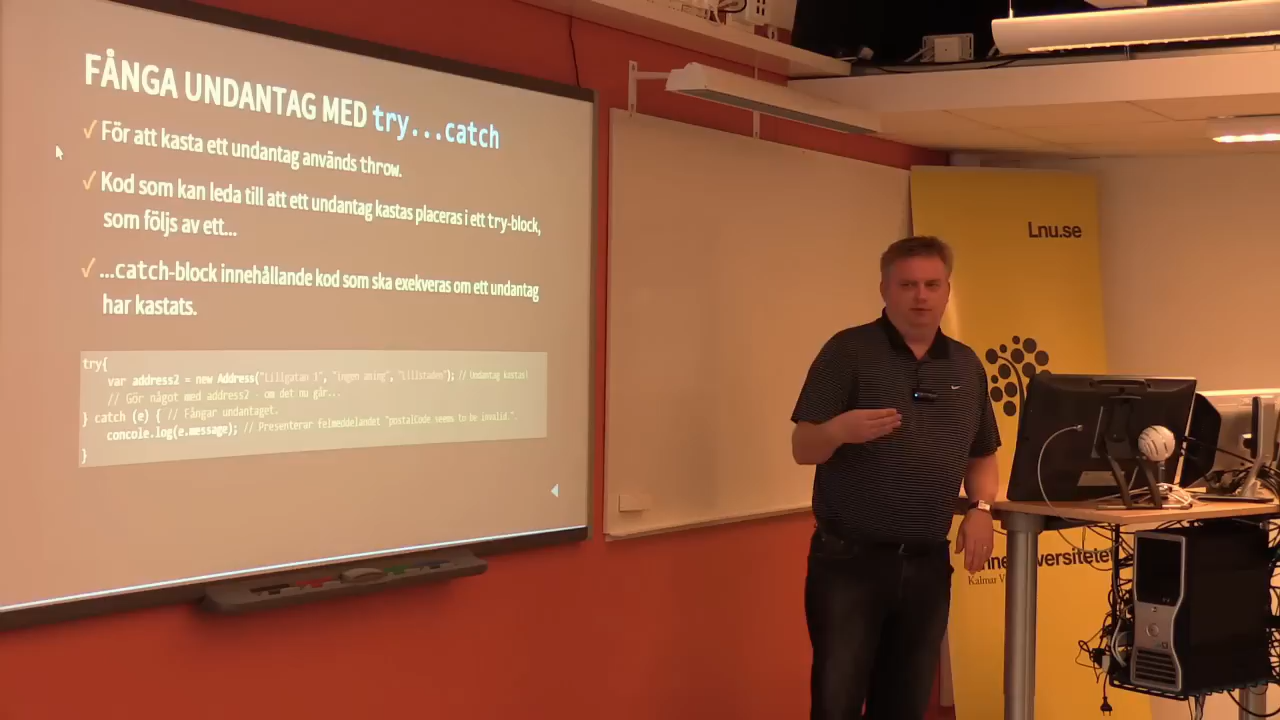 FÅNGA UNDANTAG MED try...catch
✓ För att kasta ett undantag används throw.
✓ Kod som kan leda till att ett undantag kastas placeras i ett try-block,
som följs av ett...
✓ ...catch-block innehållande kod som ska exekveras om ett undantag
har kastats.
try{
var address2 = new Address("Lillgatan 1", "ingen aning", "Lillstaden"); // Undantag kastas!
// Gör något med address2 - om det nu går...
} catch (e) { // Fångar undantaget.
concole.log(e.message); // Presenterar felmeddelandet "postalCode seems to be invalid.".
}
Lnu.se
Kalmar